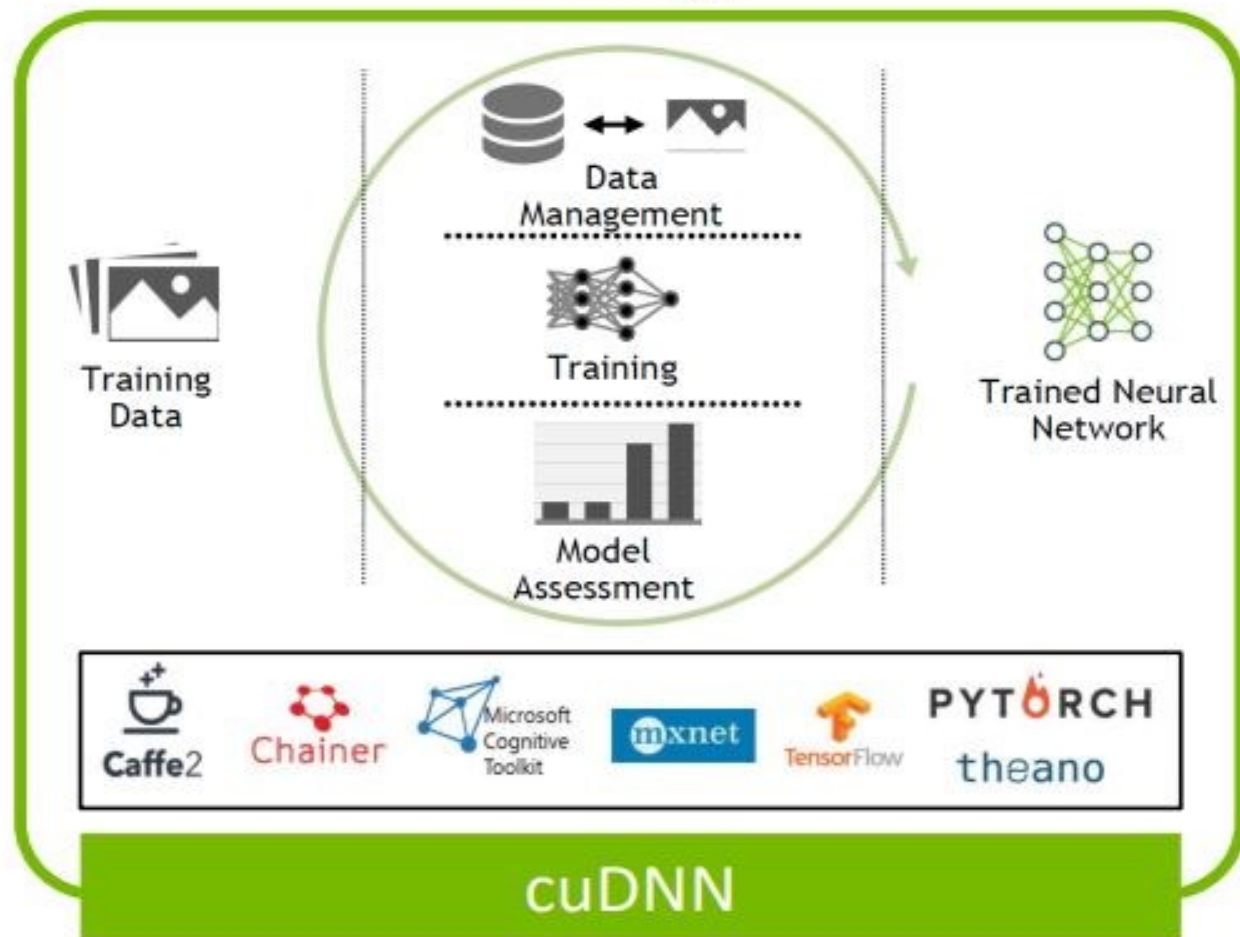 Data
Management
Training
Data
Training
Trained Neural
Network
Model
Assessment
Caffe2
Chainer
Microsoft
Cognitive
Toolkit
mxnet
TensorFlow
PYTORCH
theano
cuDNN